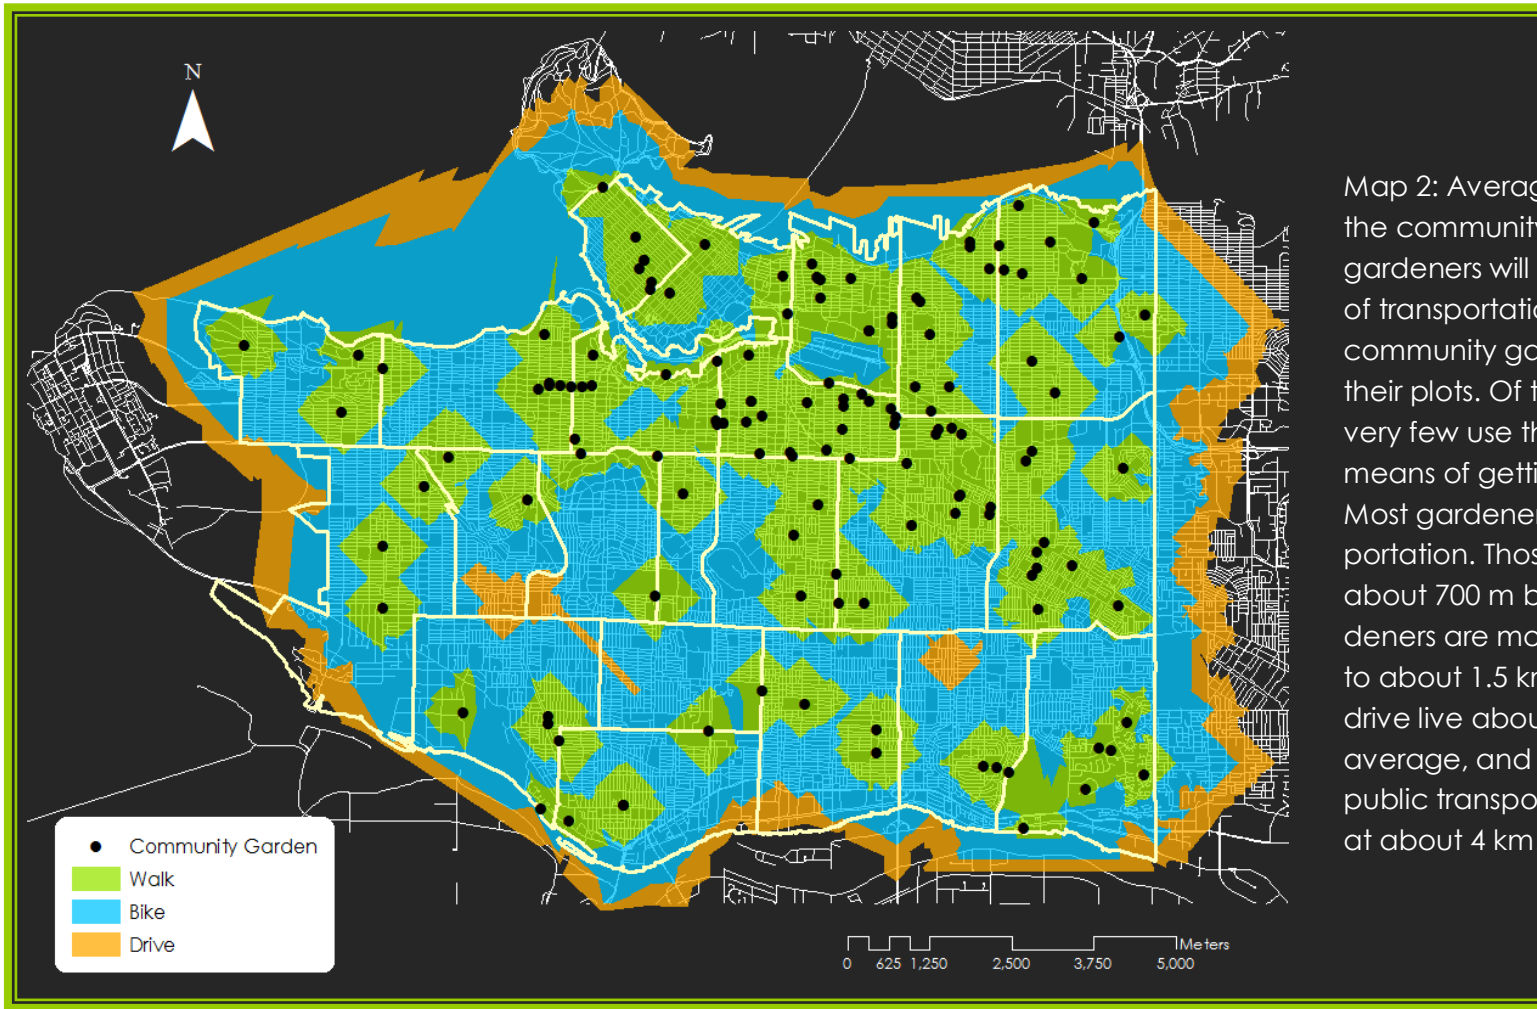 N
Map 2: Averag
the community
gardeners will
of transportatio
community ga
their plots. Of t
very few use th
means of getti
Most gardener
portation. Thos
about 700 m b
deners are mo
to about 1.5 km
drive live abou
average, and
public transpo
at about 4 km
Community Garden
Walk
Bike
Drive
Meters
0 625 1,250 2,500 3,750 5,000